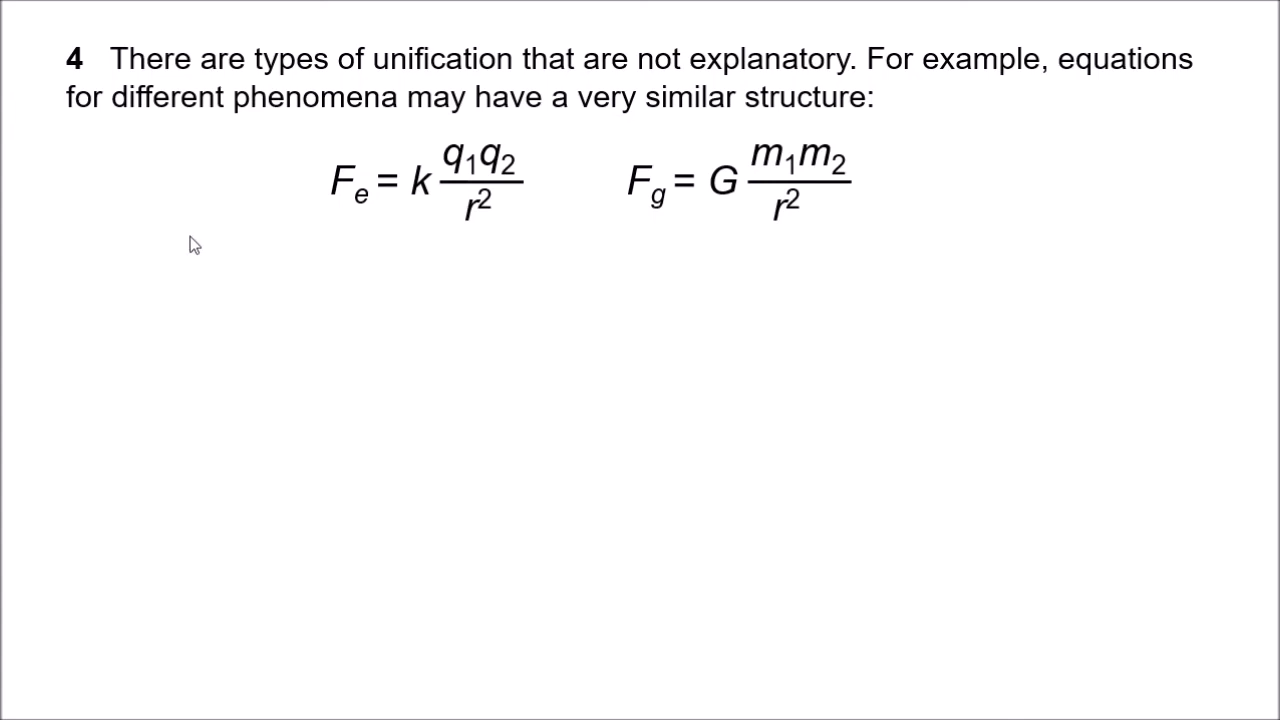 4 There are types of unification that are not explanatory. For example, equations
for different phenomena may have a very similar structure:
Fₑ = k q₁q₂ / r² F_g = G m₁m₂ / r²